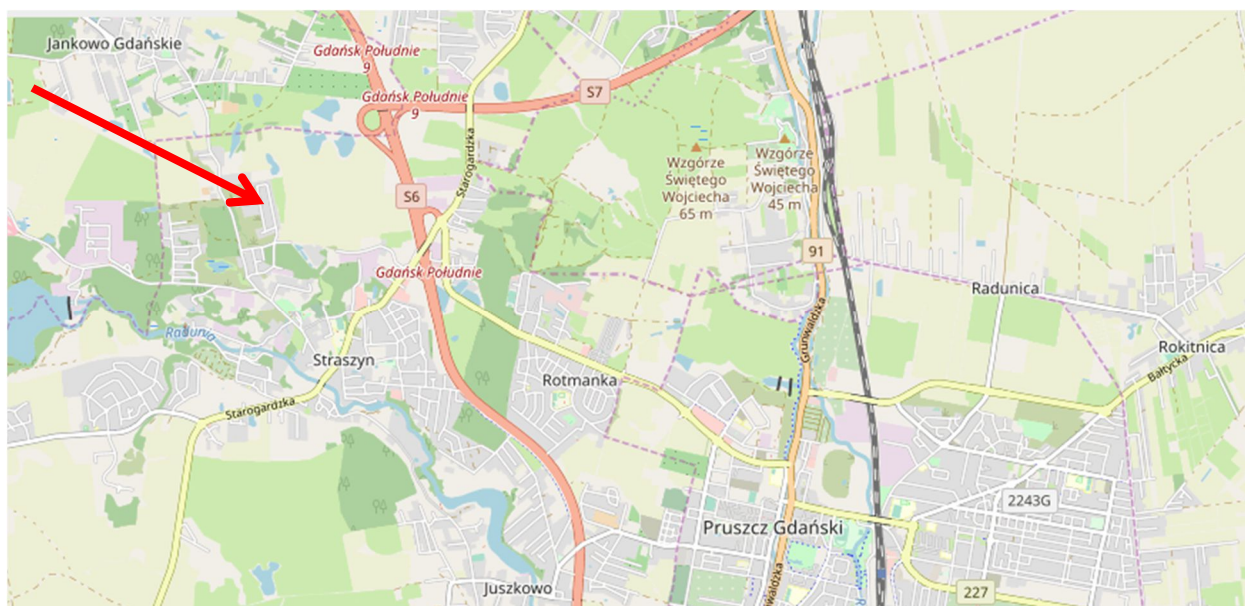 Jankowo Gdańskie
Gdańsk Południe
9
Gdańsk Południe
9
S7
Starogardzka
S6
Wzgórze
Świętego
Wojciecha
65 m
Wzgórze
Świętego
Wojciecha
45 m
91
Gdańsk Południe
Radunica
Radunia
Grunwaldzka
Rokitnica
Straszyn
Rotmanka
Bałtycka
Starogardzka
2243G
Pruszcz Gdański
Juszkowo
Grunwaldzka
227